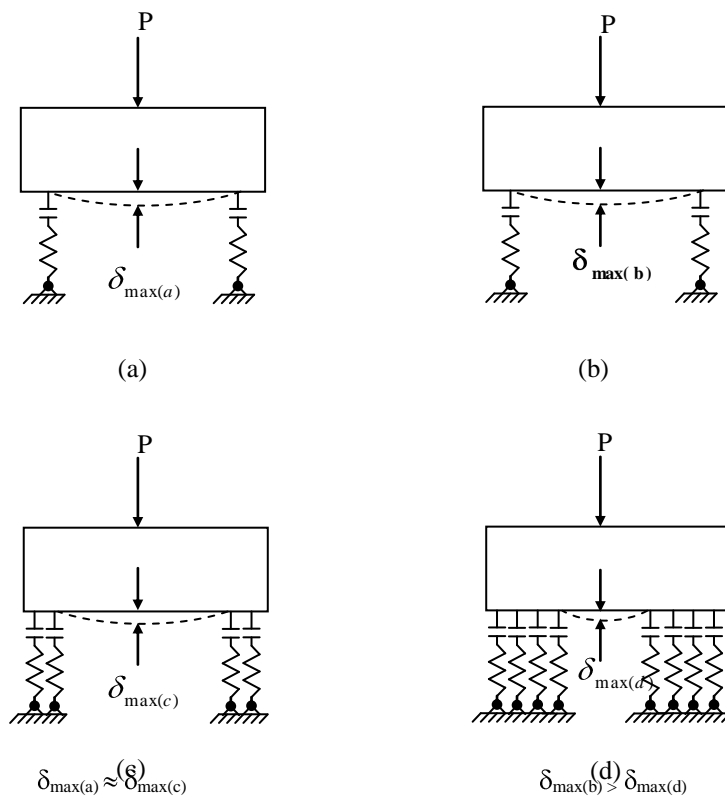 P
P
δmax(a)
δmax(b)
(a)
(b)
P
P
δmax(c)
δmax(d)
(c)
(d)
δmax(a) ≈ δmax(c)
δmax(b) > δmax(d)